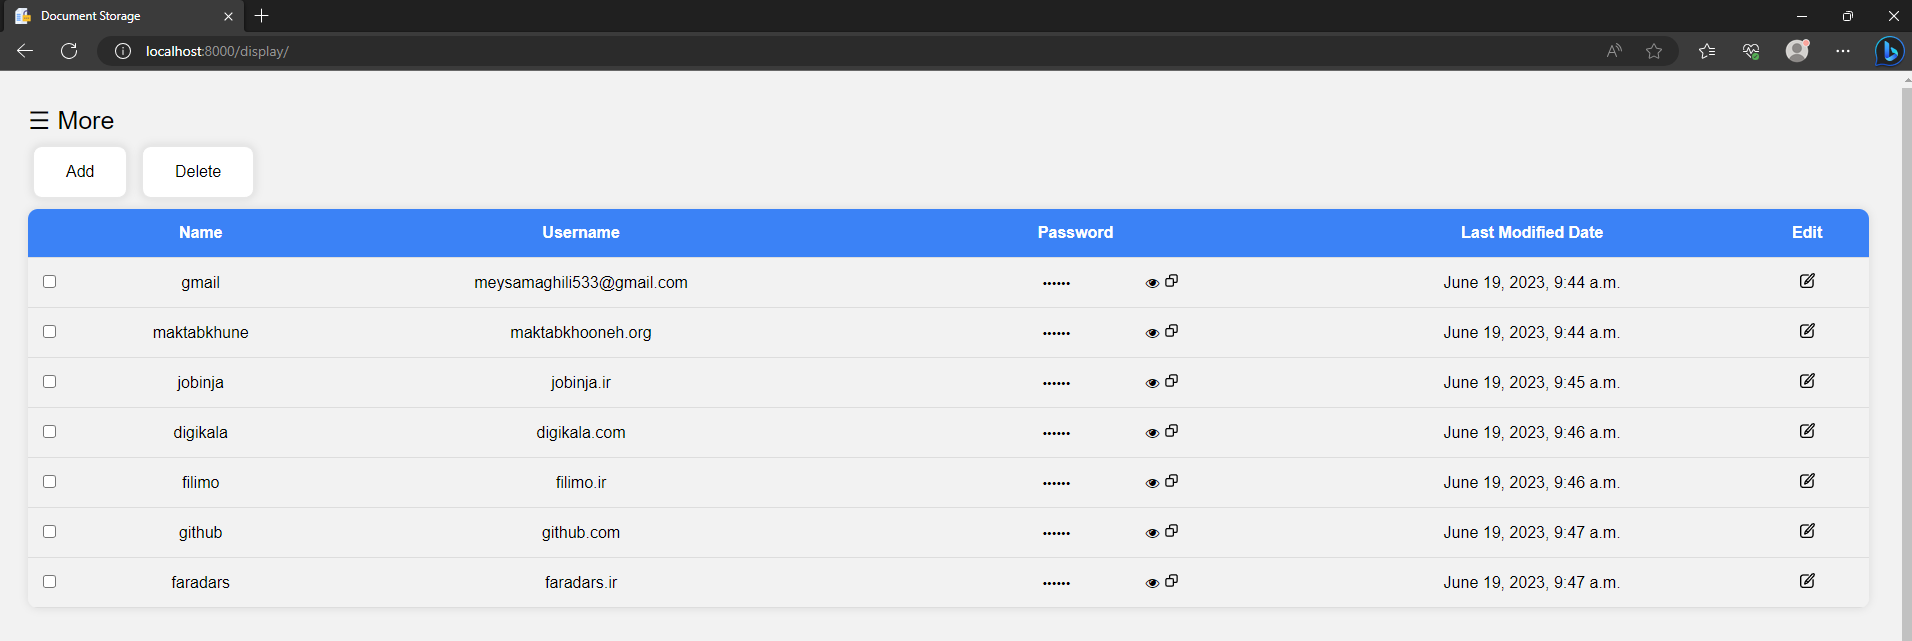 Document Storage
localhost:8000/display/
☰ More
Add Delete
Name Username Password Last Modified Date Edit
gmail meysamaghili533@gmail.com •••••• June 19, 2023, 9:44 a.m.
maktabkhune maktabkhooneh.org •••••• June 19, 2023, 9:44 a.m.
jobinja jobinja.ir •••••• June 19, 2023, 9:45 a.m.
digikala digikala.com •••••• June 19, 2023, 9:46 a.m.
filimo filimo.ir •••••• June 19, 2023, 9:46 a.m.
github github.com •••••• June 19, 2023, 9:47 a.m.
faradars faradars.ir •••••• June 19, 2023, 9:47 a.m.